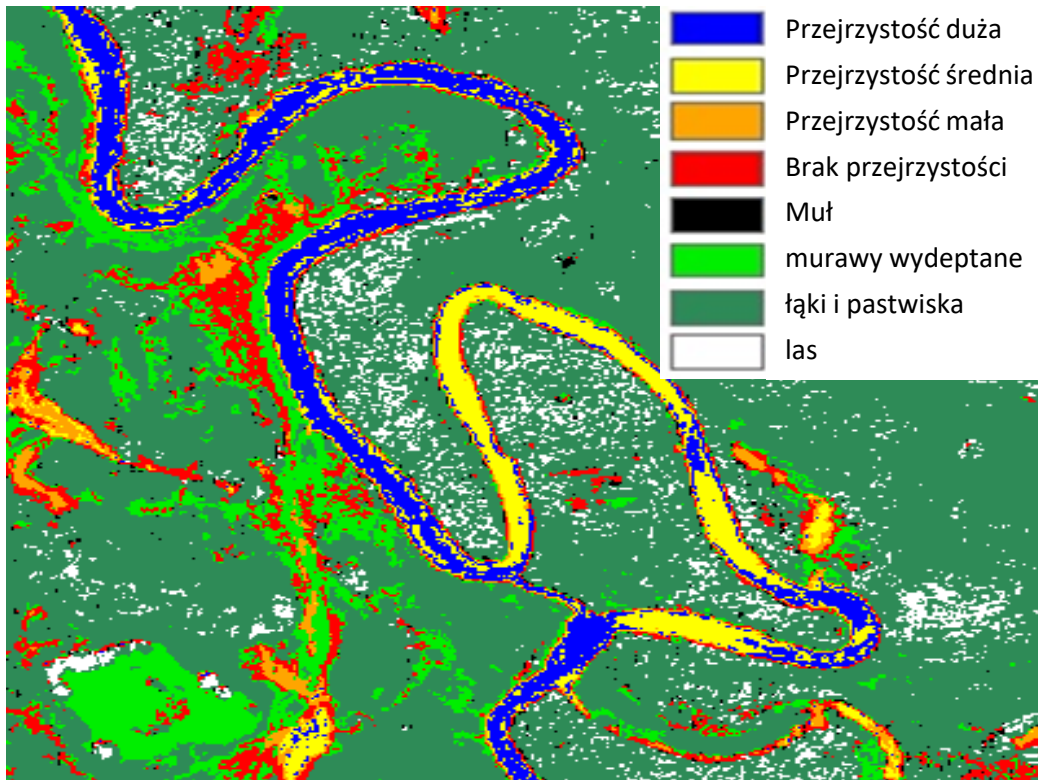 Przejrzystość duża
Przejrzystość średnia
Przejrzystość mała
Brak przejrzystości
Muł
murawy wydeptane
łąki i pastwiska
las